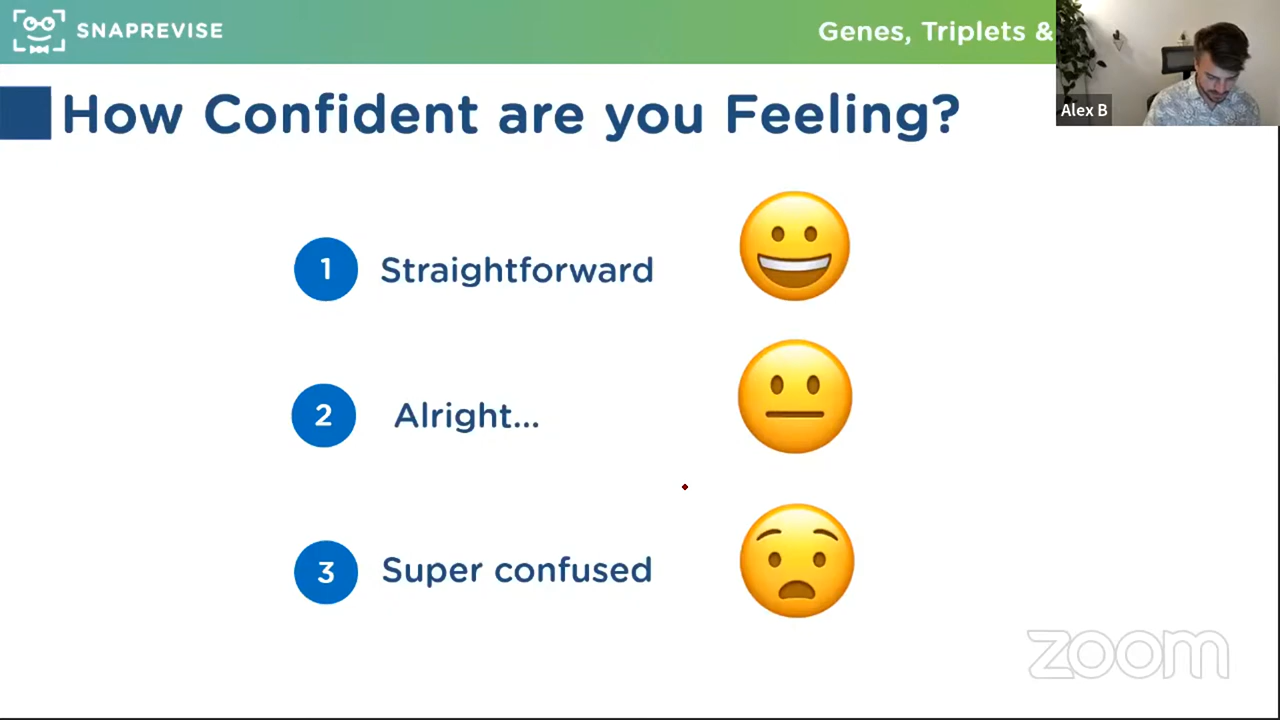 SNAPREVISE
Genes, Triplets &
Alex B
How Confident are you Feeling?
1 Straightforward
2 Alright...
3 Super confused
zoom